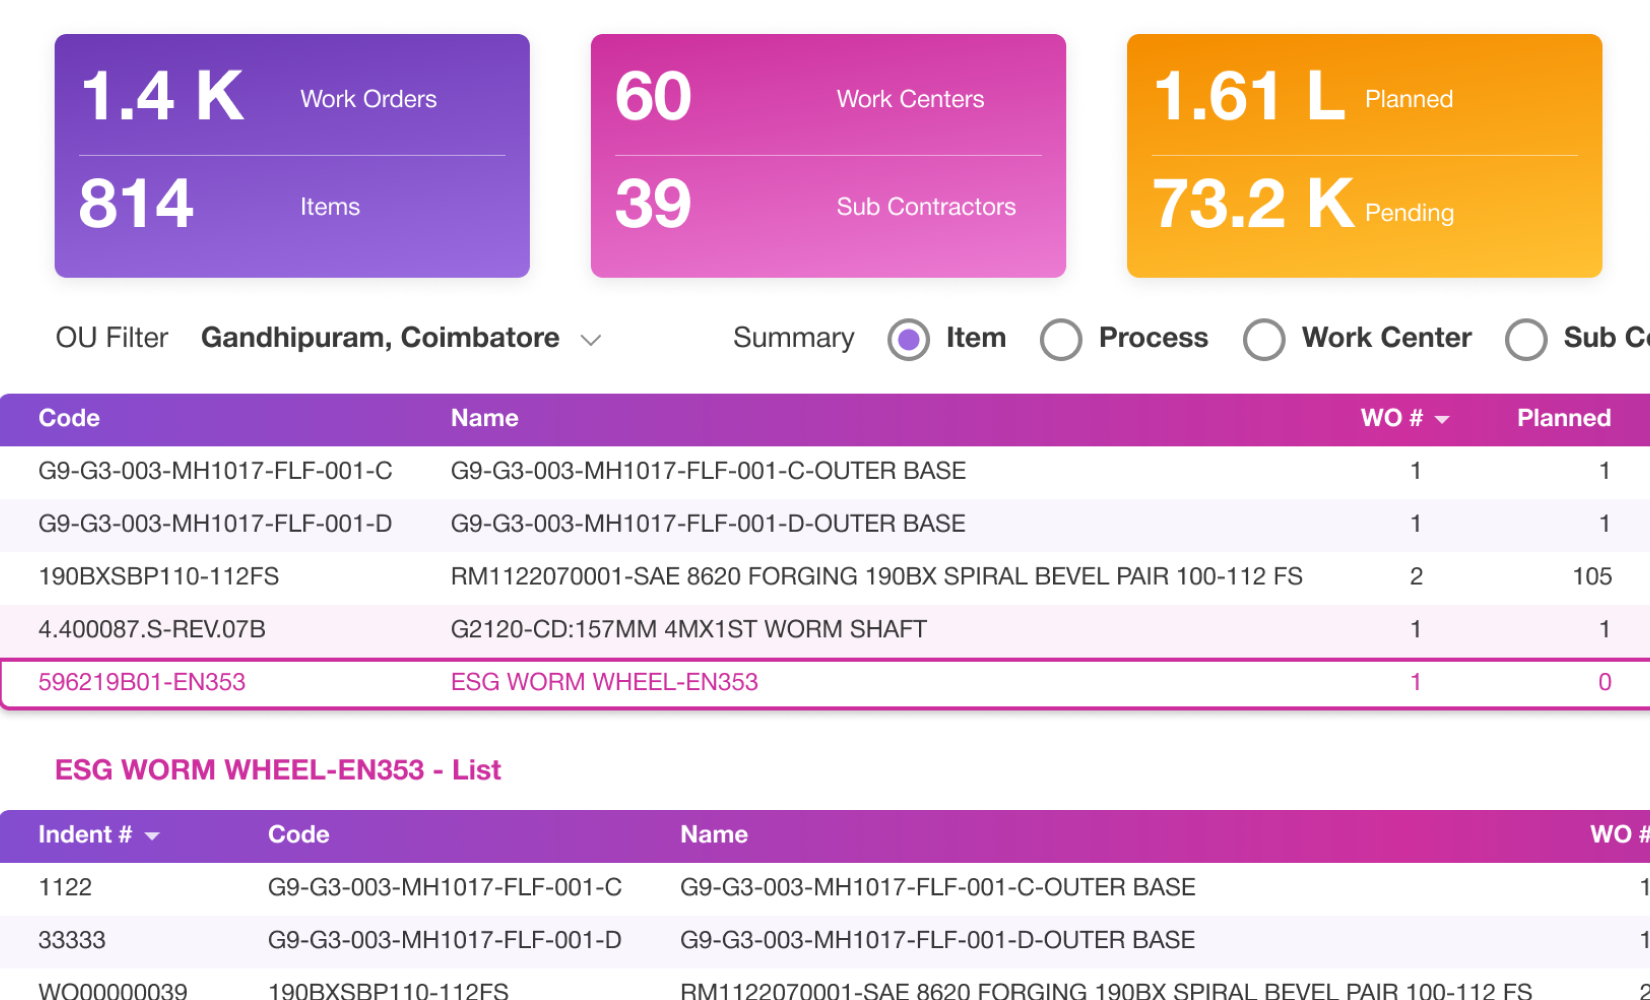 1.4 K Work Orders
814 Items
60 Work Centers
39 Sub Contractors
1.61 L Planned
73.2 K Pending
OU Filter Gandhipuram, Coimbatore Summary Item Process Work Center Sub
Code Name WO # Planned
G9-G3-003-MH1017-FLF-001-C G9-G3-003-MH1017-FLF-001-C-OUTER BASE 1 1
G9-G3-003-MH1017-FLF-001-D G9-G3-003-MH1017-FLF-001-D-OUTER BASE 1 1
190BXSBP110-112FS RM1122070001-SAE 8620 FORGING 190BX SPIRAL BEVEL PAIR 100-112 FS 2 105
4.400087.S-REV.07B G2120-CD:157MM 4MX1ST WORM SHAFT 1 1
596219B01-EN353 ESG WORM WHEEL-EN353 1 0
ESG WORM WHEEL-EN353 - List
Indent # Code Name WO #
1122 G9-G3-003-MH1017-FLF-001-C G9-G3-003-MH1017-FLF-001-C-OUTER BASE 1
33333 G9-G3-003-MH1017-FLF-001-D G9-G3-003-MH1017-FLF-001-D-OUTER BASE 1
WO00000039 190BXSBP110-112FS RM1122070001-SAE 8620 FORGING 190BX SPIRAL BEVEL PAIR 100-112 FS 2